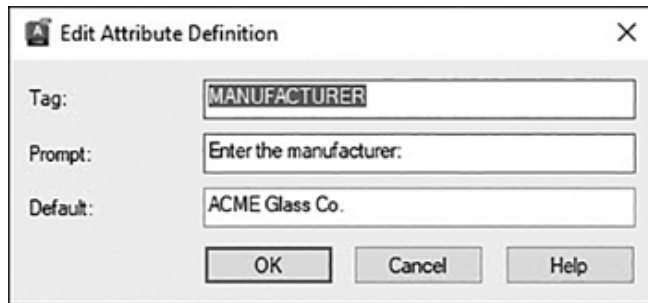 Edit Attribute Definition
Tag: MANUFACTURER
Prompt: Enter the manufacturer:
Default: ACME Glass Co.
OK Cancel Help